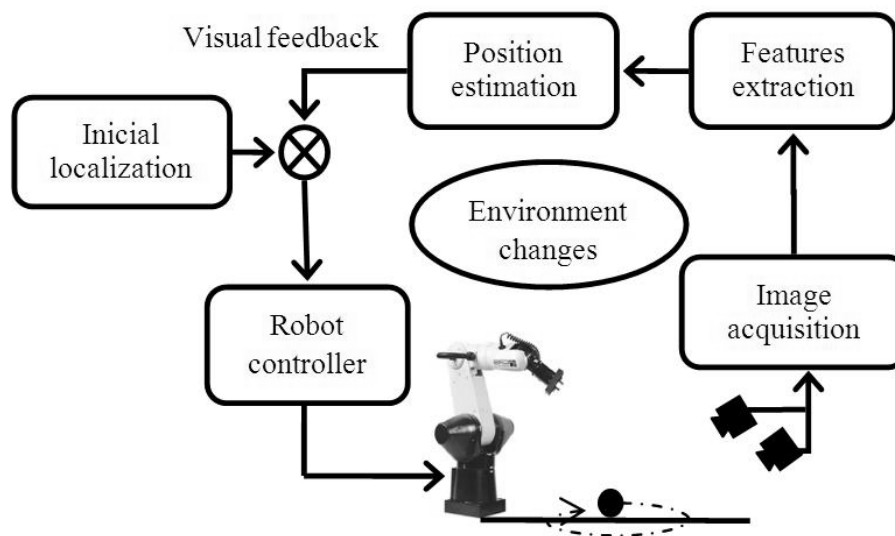 Visual feedback
Position
estimation
Features
extraction
Inicial
localization
Environment
changes
Image
acquisition
Robot
controller